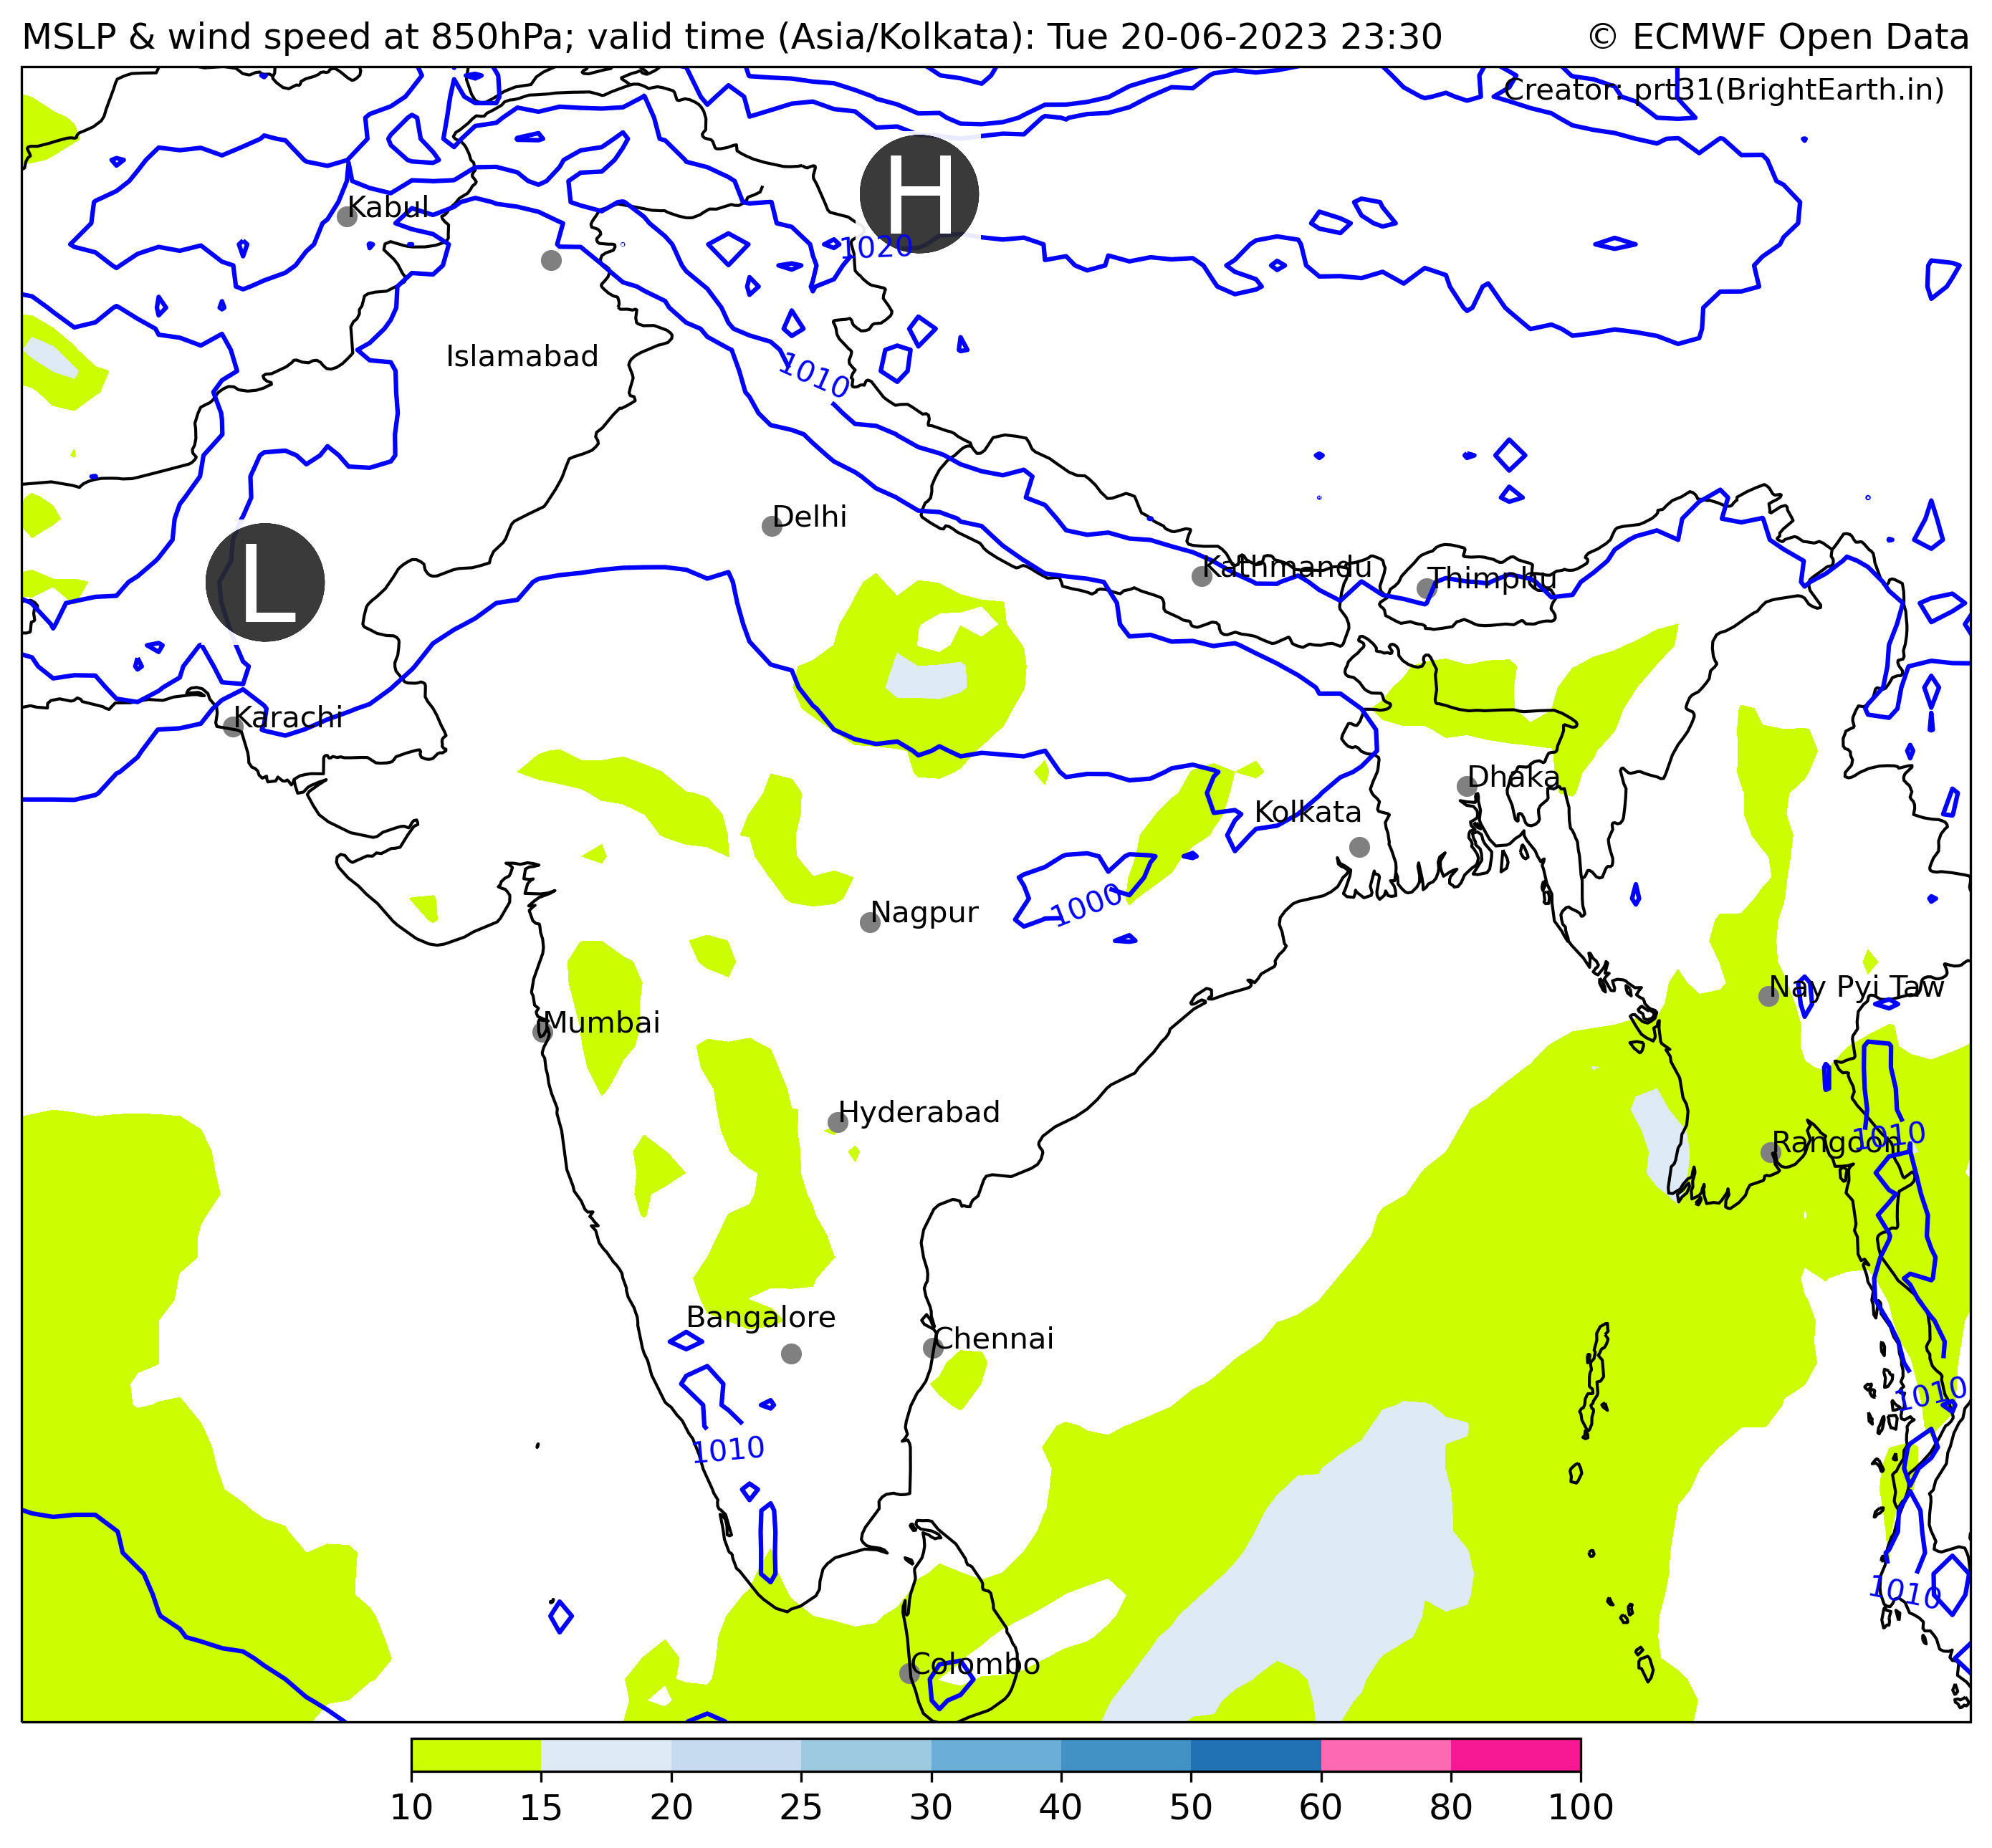 MSLP & wind speed at 850hPa; valid time (Asia/Kolkata): Tue 20-06-2023 23:30
© ECMWF Open Data
Creator: prt31(BrightEarth.in)
H
Kabul
1020
Islamabad
1010
Delhi
L
Kathmandu
Thimphu
Karachi
Dhaka
Kolkata
1000
Nagpur
Nay Pyi Taw
Mumbai
Hyderabad
1010
Rangoon
Bangalore
Chennai
1010
1010
1010
Colombo
10 15 20 25 30 40 50 60 80 100